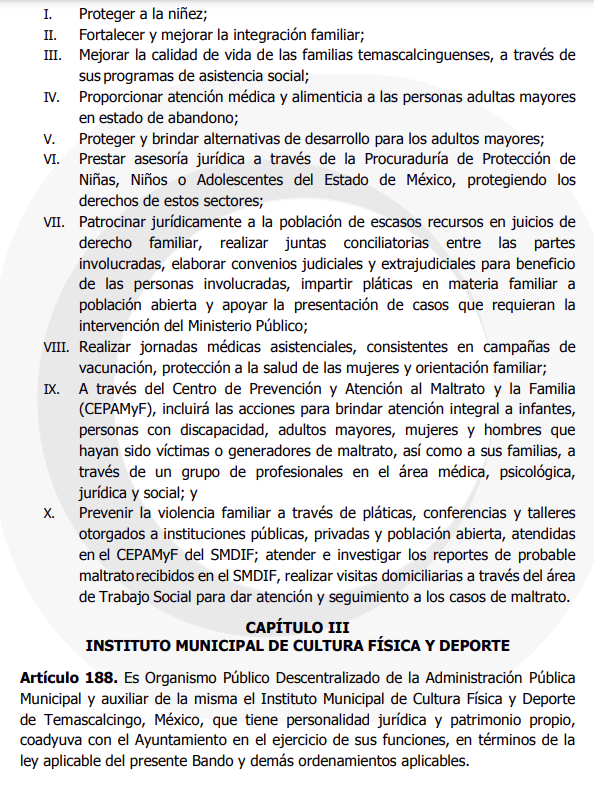 I. Proteger a la niñez;
II. Fortalecer y mejorar la integración familiar;
III. Mejorar la calidad de vida de las familias temascalcinguenses, a través de
sus programas de asistencia social;
IV. Proporcionar atención médica y alimenticia a las personas adultas mayores
en estado de abandono;
V. Proteger y brindar alternativas de desarrollo para los adultos mayores;
VI. Prestar asesoría jurídica a través de la Procuraduría de Protección de
Niñas, Niños o Adolescentes del Estado de México, protegiendo los
derechos de estos sectores;
VII. Patrocinar jurídicamente a la población de escasos recursos en juicios de
derecho familiar, realizar juntas conciliatorias entre las partes
involucradas, elaborar convenios judiciales y extrajudiciales para beneficio
de las personas involucradas, impartir pláticas en materia familiar a
población abierta y apoyar la presentación de casos que requieran la
intervención del Ministerio Público;
VIII. Realizar jornadas médicas asistenciales, consistentes en campañas de
vacunación, protección a la salud de las mujeres y orientación familiar;
IX. A través del Centro de Prevención y Atención al Maltrato y la Familia
(CEPAMyF), incluirá las acciones para brindar atención integral a infantes,
personas con discapacidad, adultos mayores, mujeres y hombres que
hayan sido víctimas o generadores de maltrato, así como a sus familias, a
través de un grupo de profesionales en el área médica, psicológica,
jurídica y social; y
X. Prevenir la violencia familiar a través de pláticas, conferencias y talleres
otorgados a instituciones públicas, privadas y población abierta, atendidas
en el CEPAMyF del SMDIF; atender e investigar los reportes de probable
maltrato recibidos en el SMDIF, realizar visitas domiciliarias a través del área
de Trabajo Social para dar atención y seguimiento a los casos de maltrato.
CAPÍTULO III
INSTITUTO MUNICIPAL DE CULTURA FÍSICA Y DEPORTE
Artículo 188. Es Organismo Público Descentralizado de la Administración Pública
Municipal y auxiliar de la misma el Instituto Municipal de Cultura Física y Deporte
de Temascalcingo, México, que tiene personalidad jurídica y patrimonio propio,
coadyuva con el Ayuntamiento en el ejercicio de sus funciones, en términos de la
ley aplicable del presente Bando y demás ordenamientos aplicables.